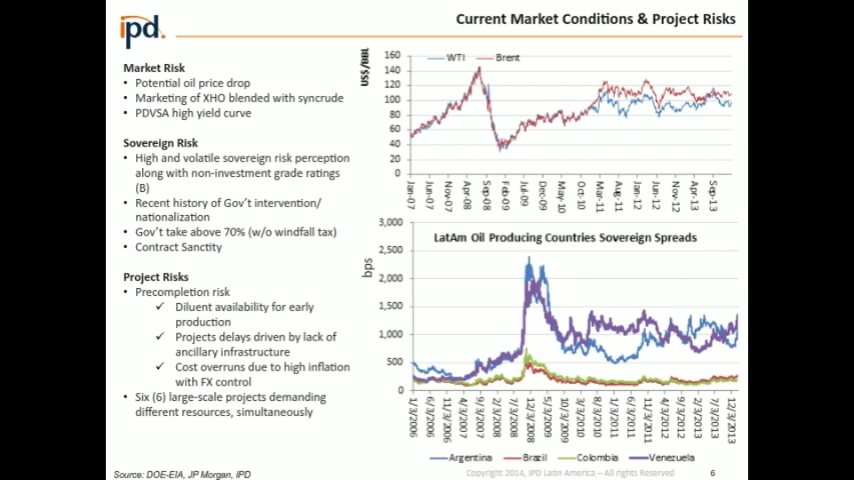 ipd.
Current Market Conditions & Project Risks
Market Risk
• Potential oil price drop
• Marketing of XHO blended with syncrude
• PDVSA high yield curve
Sovereign Risk
• High and volatile sovereign risk perception
along with non-investment grade ratings
(B)
• Recent history of Gov't intervention/
nationalization
• Gov't take above 70% (w/o windfall tax)
• Contract Sanctity
Project Risks
• Precompletion risk
✓ Diluent availability for early
production
✓ Projects delays driven by lack of
ancillary infrastructure
✓ Cost overruns due to high inflation
with FX control
• Six (6) large-scale projects demanding
different resources, simultaneously
US$/BBL
WTI Brent
160
140
120
100
80
60
40
20
0
Jan-07 Jun-07 Nov-07 Apr-08 Sep-08 Feb-09 Jul-09 Dec-09 May-10 Oct-10 Mar-11 Aug-11 Jan-12 Jun-12 Nov-12 Apr-13 Sep-13
LatAm Oil Producing Countries Sovereign Spreads
bps
3,000
2,500
2,000
1,500
1,000
500
0
1/3/2006 6/3/2006 11/3/2006 4/3/2007 9/3/2007 2/3/2008 7/3/2008 12/3/2008 5/3/2009 10/3/2009 3/3/2010 8/3/2010 1/3/2011 6/3/2011 11/3/2011 4/3/2012 9/3/2012 2/3/2013 7/3/2013 12/3/2013
Argentina Brazil Colombia Venezuela
Source: DOE-EIA, JP Morgan, IPD
Copyright 2014, IPD Latin America – All rights Reserved
6